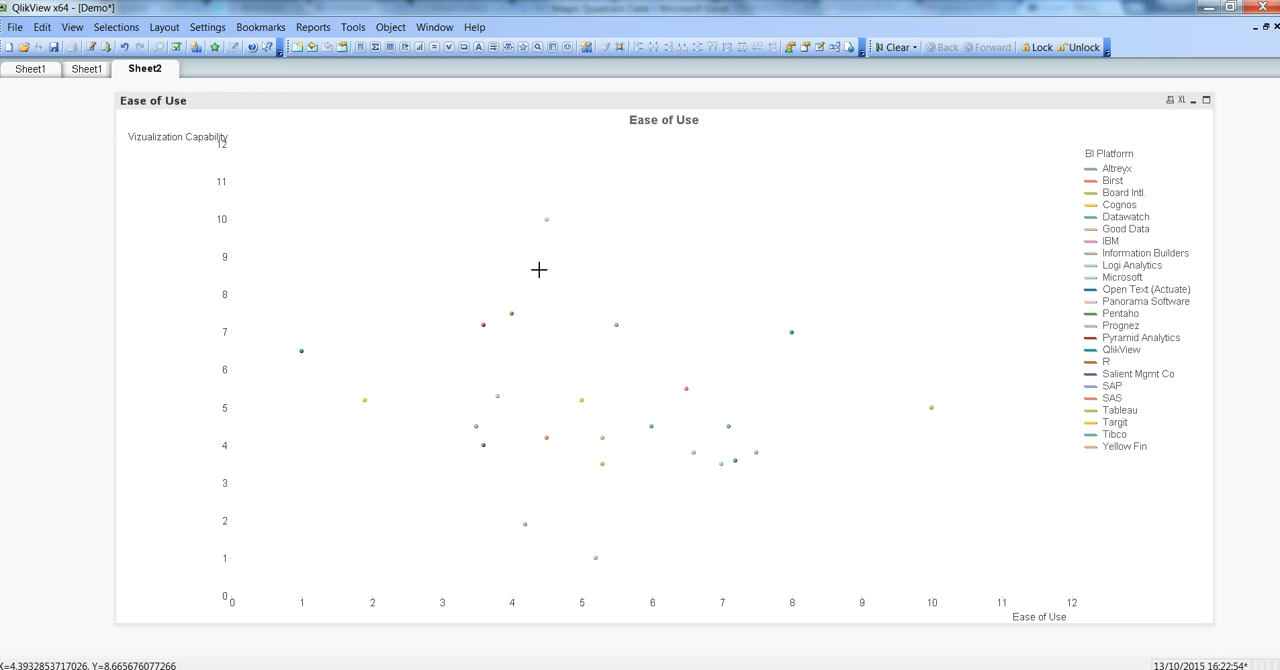 QlikView x64 - [Demo*]
File Edit View Selections Layout Settings Bookmarks Reports Tools Object Window Help
Clear Back Forward Lock Unlock
Sheet1 Sheet1 Sheet2
Ease of Use XL
Ease of Use
Vizualization Capability
12
11
10
9
8
7
6
5
4
3
2
1
0
0 1 2 3 4 5 6 7 8 9 10 11 12
Ease of Use
BI Platform
Altreyx
Birst
Board Intl.
Cognos
Datawatch
Good Data
IBM
Information Builders
Logi Analytics
Microsoft
Open Text (Actuate)
Panorama Software
Pentaho
Prognez
Pyramid Analytics
QlikView
R
Salient Mgmt Co
SAP
SAS
Tableau
Targit
Tibco
Yellow Fin
X=4.3932853717026, Y=8.665676077266 13/10/2015 16:22:54*